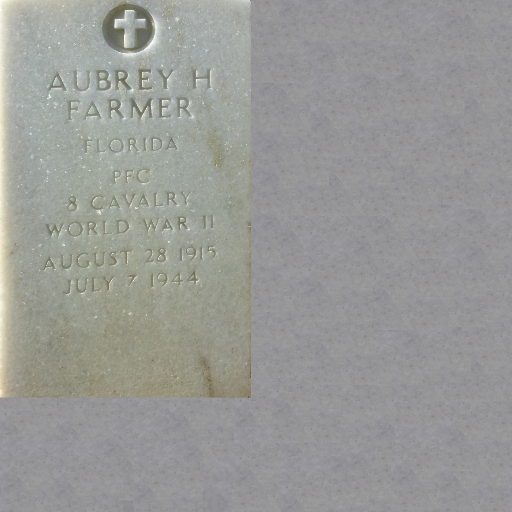 AUBREY H
FARMER
FLORIDA
PFC
8 CAVALRY
WORLD WAR II
AUGUST 28 1915
JULY 7 1944